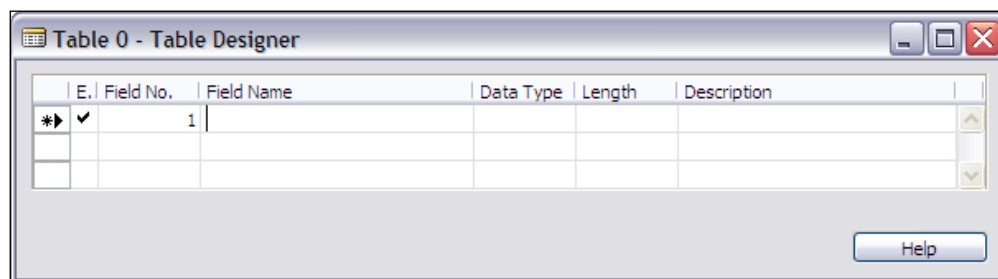 Table 0 - Table Designer
E. Field No. Field Name Data Type Length Description
1
Help